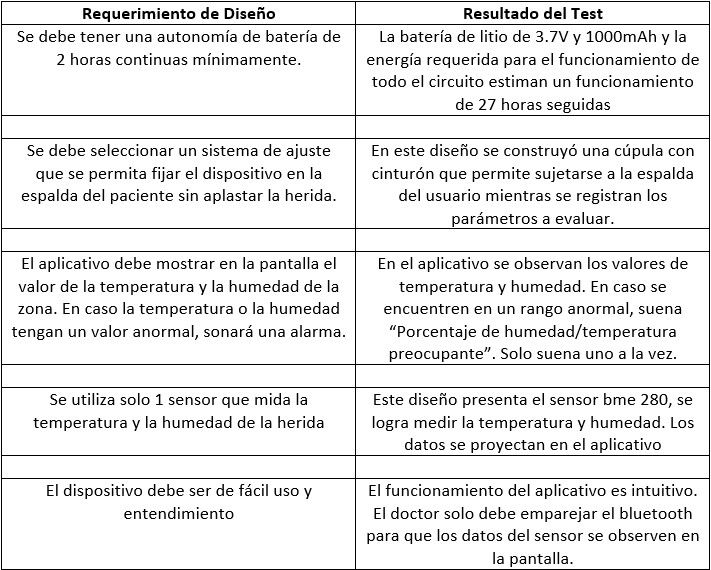 Requerimiento de Diseño
Resultado del Test
Se debe tener una autonomía de batería de
2 horas continuas mínimamente.
La batería de litio de 3.7V y 1000mAh y la
energía requerida para el funcionamiento de
todo el circuito estiman un funcionamiento
de 27 horas seguidas
Se debe seleccionar un sistema de ajuste
que se permita fijar el dispositivo en la
espalda del paciente sin aplastar la herida.
En este diseño se construyó una cúpula con
cinturón que permite sujetarse a la espalda
del usuario mientras se registran los
parámetros a evaluar.
El aplicativo debe mostrar en la pantalla el
valor de la temperatura y la humedad de la
zona. En caso la temperatura o la humedad
tengan un valor anormal, sonará una alarma.
En el aplicativo se observan los valores de
temperatura y humedad. En caso se
encuentren en un rango anormal, suena
“Porcentaje de humedad/temperatura
preocupante”. Solo suena uno a la vez.
Se utiliza solo 1 sensor que mida la
temperatura y la humedad de la herida
Este diseño presenta el sensor bme 280, se
logra medir la temperatura y humedad. Los
datos se proyectan en el aplicativo
El dispositivo debe ser de fácil uso y
entendimiento
El funcionamiento del aplicativo es intuitivo.
El doctor solo debe emparejar el bluetooth
para que los datos del sensor se observen en
la pantalla.